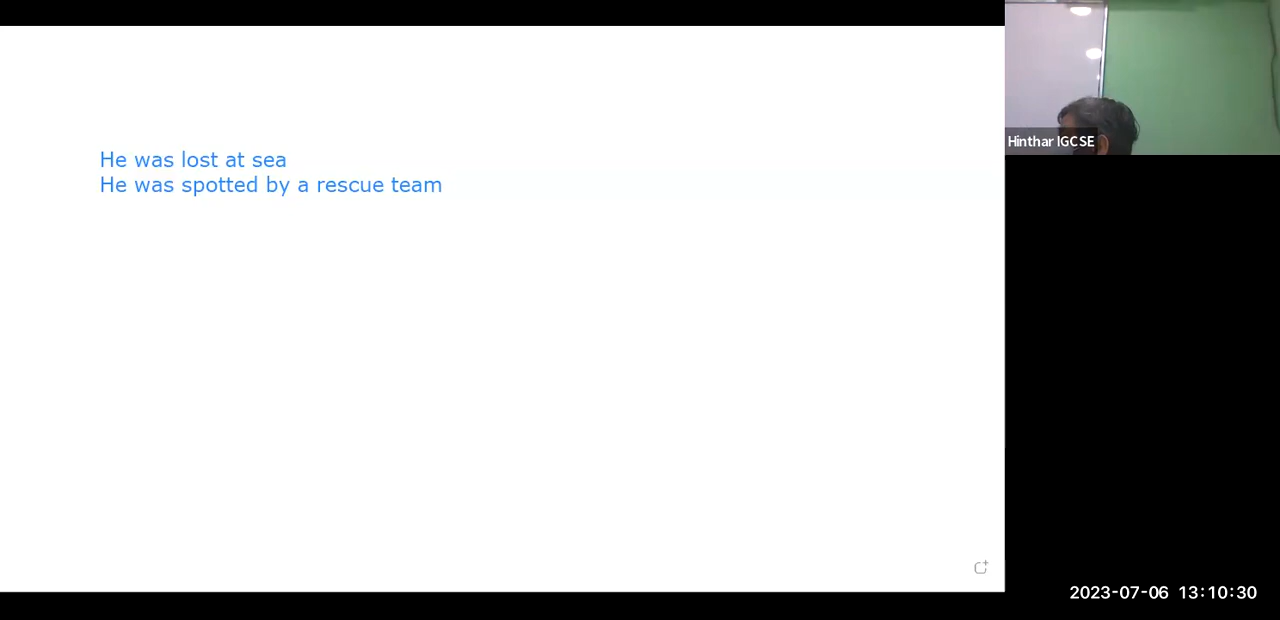 He was lost at sea
He was spotted by a rescue team
Hinthar IGCSE
2023-07-06 13:10:30